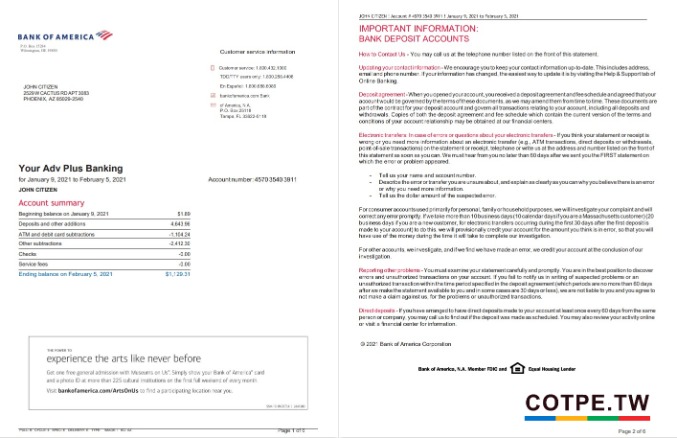 BANK OF AMERICA
Customer service information
Customer service: 1.800.432.1000
En Español: 1.800.688.6086
bankofamerica.com
Tampa, FL 33622-5118
JOHN CITIZEN
2529 W CACTUS RD APT 3283
PHOENIX, AZ 85029-2648
Your Adv Plus Banking
for January 9, 2021 to February 5, 2021
Account number: 4570 3540 3911
JOHN CITIZEN
Account summary
Beginning balance on January 9, 2021
Deposits and other additions
ATM and debit card subtractions -1,104.24
Other subtractions
Checks -0.00
Service fees -0.00
Ending balance on February 5, 2021
THE POWER TO
experience the arts like never before
Get one free general admission with Museums on Us. Simply show your Bank of America card
and a photo ID at more than 225 cultural institutions on the first full weekend of every month
Visit bankofamerica.com/ArtsOnUs to find a participating location near you.
Page 1 of 6
JOHN CITIZEN | Account # 4570 3540 3911 | January 9, 2021 to February 5, 2021
IMPORTANT INFORMATION:
BANK DEPOSIT ACCOUNTS
How to Contact Us - You may call us at the telephone number listed on the front of this statement.
Updating your contact information - We encourage you to keep your contact information up-to-date. This includes address,
email and phone number. If your information has changed, the easiest way to update it is by visiting the Help & Support tab of
Online Banking.
Deposit agreement - When you opened your account, you received a deposit agreement and fee schedule and agreed that your
account would be governed by the terms of these documents, as we may amend them from time to time. These documents are
part of the contract for your deposit account and govern all transactions relating to your account, including all deposits and
withdrawals. Copies of both the deposit agreement and fee schedule which contain the current version of the terms and
conditions of your account relationship may be obtained at our financial centers.
Electronic transfers: In case of errors or questions about your electronic transfers - If you think your statement or receipt is
wrong or you need more information about an electronic transfer (e.g., ATM transactions, direct deposits or withdrawals,
point-of-sale transactions) on the statement or receipt, telephone or write us at the address and number listed on the front of
this statement as soon as you can. We must hear from you no later than 60 days after we sent you the FIRST statement on
which the error or problem appeared.
- Tell us your name and account number.
- Describe the error or transfer you are unsure about, and explain as clearly as you can why you believe there is an error
or why you need more information.
- Tell us the dollar amount of the suspected error.
For consumer accounts used primarily for personal, family or household purposes, we will investigate your complaint and will
correct any error promptly. If we take more than 10 business days (10 calendar days if you are a Massachusetts customer) (20
business days if you are a new customer, for electronic transfers occurring during the first 30 days after the first deposit is
made to your account) to do this, we will provisionally credit your account for the amount you think is in error, so that you will
have use of the money during the time it will take to complete our investigation.
For other accounts, we investigate, and if we find we have made an error, we credit your account at the conclusion of our
investigation.
Reporting other problems - You must examine your statement carefully and promptly. You are in the best position to discover
errors and unauthorized transactions on your account. If you fail to notify us in writing of suspected problems or an
unauthorized transaction within the time period specified in the deposit agreement (which periods are no more than 60 days
after we make the statement available to you and in some cases are 30 days or less), we are not liable to you and you agree to
not make a claim against us, for the problems or unauthorized transactions.
Direct deposits - If you have arranged to have direct deposits made to your account at least once every 60 days from the same
person or company, you may call us to find out if the deposit was made as scheduled. You may also review your activity online
or visit a financial center for information.
© 2021 Bank of America Corporation
Bank of America, N.A. Member FDIC and Equal Housing Lender
COTPE.TW
Page 2 of 6